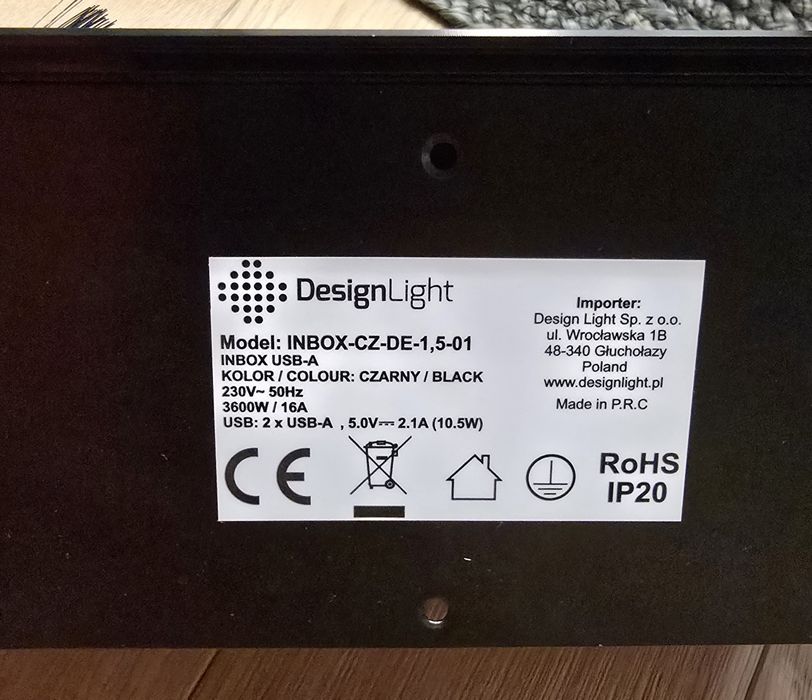 DesignLight
Model: INBOX-CZ-DE-1,5-01
INBOX USB-A
KOLOR / COLOUR: CZARNY / BLACK
230V~ 50Hz
3600W / 16A
USB: 2 x USB-A , 5.0V⎓ 2.1A (10.5W)
Importer:
Design Light Sp. z o.o.
ul. Wrocławska 1B
48-340 Głuchołazy
Poland
www.designlight.pl
Made in P.R.C
CE
RoHS
IP20